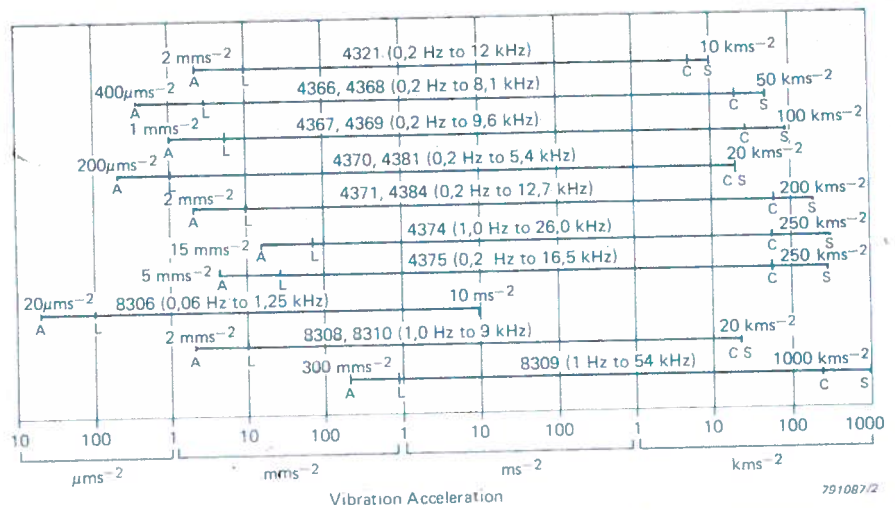 2 mms⁻² 4321 (0,2 Hz to 12 kHz) 10 kms⁻²
A L C S
400µms⁻² 4366, 4368 (0,2 Hz to 8,1 kHz) 50 kms⁻²
A L C S
1 mms⁻² 4367, 4369 (0,2 Hz to 9,6 kHz) 100 kms⁻²
A L C S
200µms⁻² 4370, 4381 (0,2 Hz to 5,4 kHz) 20 kms⁻²
A L C S
2 mms⁻² 4371, 4384 (0,2 Hz to 12,7 kHz) 200 kms⁻²
A L C S
15 mms⁻² 4374 (1,0 Hz to 26,0 kHz) 250 kms⁻²
A L C S
5 mms⁻² 4375 (0,2 Hz to 16,5 kHz) 250 kms⁻²
A L C S
20µms⁻² 8306 (0,06 Hz to 1,25 kHz) 10 ms⁻²
A L
2 mms⁻² 8308, 8310 (1,0 Hz to 9 kHz) 20 kms⁻²
A L C S
300 mms⁻² 8309 (1 Hz to 54 kHz) 1000 kms⁻²
A L C S
10 100 1 10 100 1 10 100 1 10 100 1000
µms⁻² mms⁻² ms⁻² kms⁻²
Vibration Acceleration
791087/2